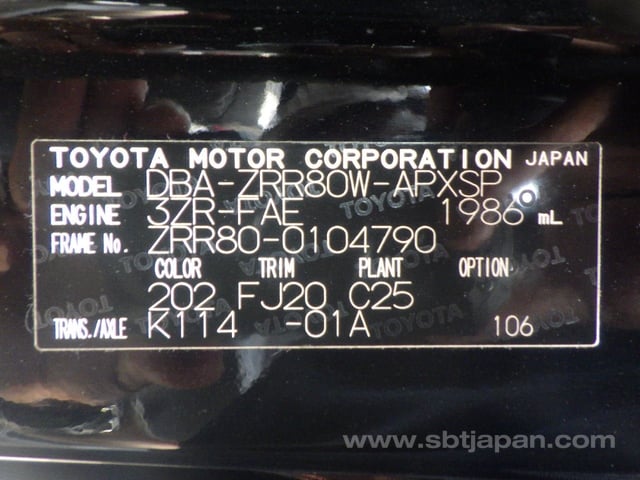 TOYOTA MOTOR CORPORATION JAPAN
MODEL DBA-ZRR80W-APXSP
ENGINE 3ZR-FAE 1986 mL
FRAME No. ZRR80-0104790
COLOR TRIM PLANT OPTION
202 FJ20 C25
TRANS./AXLE K114 -01A 106
www.sbtjapan.com